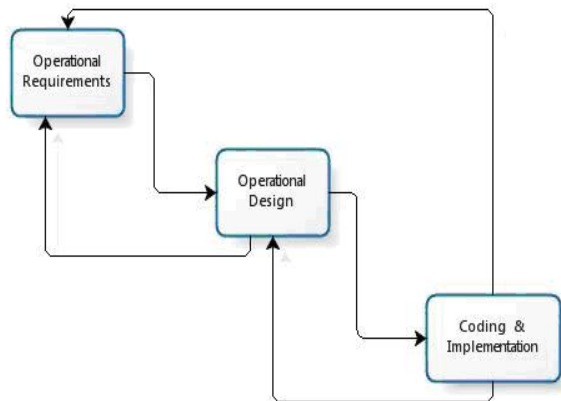 Operational
Requirements
Operational
Design
Coding & 
Implementation